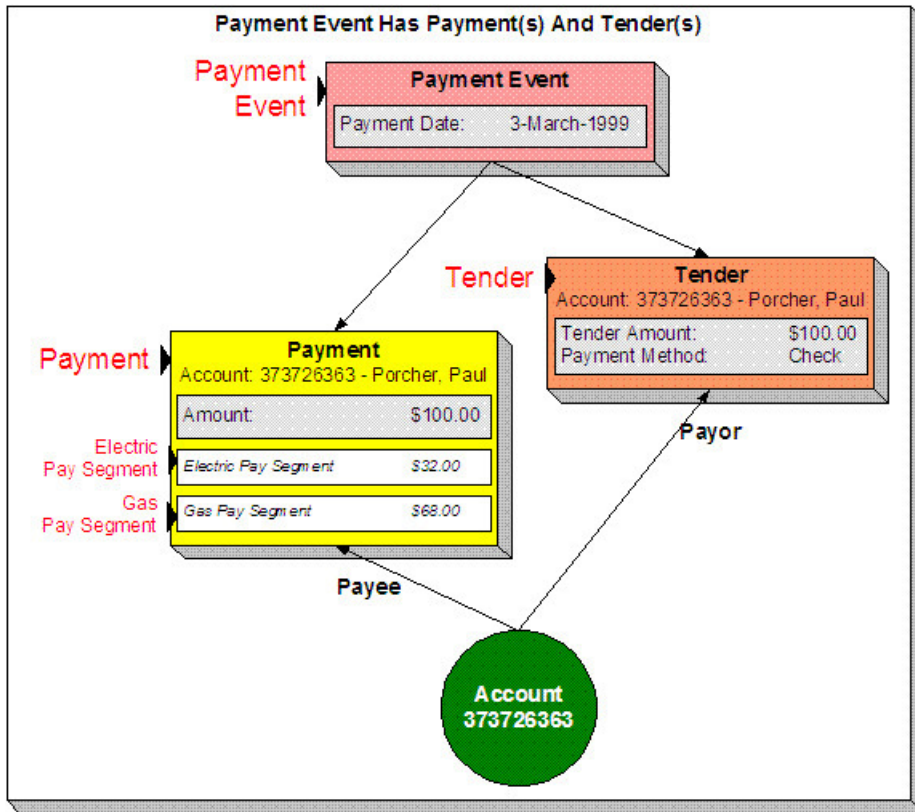 Payment Event Has Payment(s) And Tender(s)
Payment
Event
Payment Event
Payment Date: 3-March-1999
Tender
Tender
Account: 373726363 - Porcher, Paul
Tender Amount: $100.00
Payment Method: Check
Payment
Payment
Account: 373726363 - Porcher, Paul
Amount: $100.00
Electric
Pay Segment
Electric Pay Segment $32.00
Gas
Pay Segment
Gas Pay Segment $68.00
Payor
Payee
Account
373726363